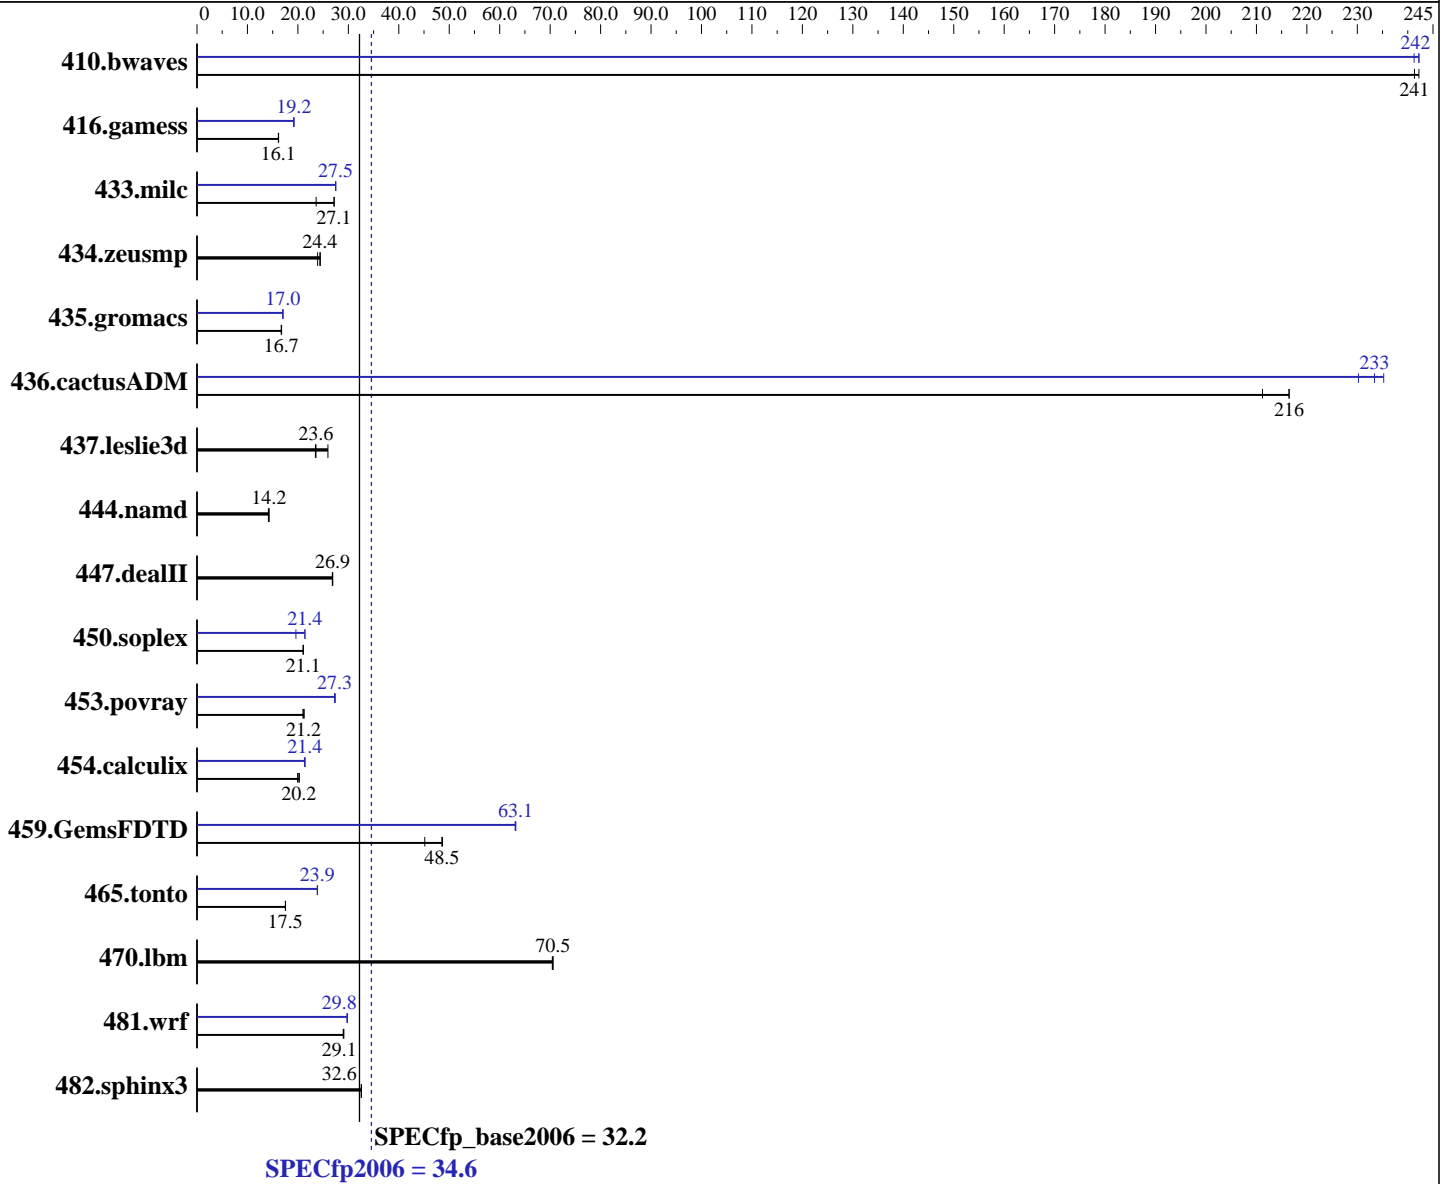 0 10.0 20.0 30.0 40.0 50.0 60.0 70.0 80.0 90.0 100 110 120 130 140 150 160 170 180 190 200 210 220 230 245
242
410.bwaves
241
19.2
416.gamess
16.1
27.5
433.milc
27.1
24.4
434.zeusmp
17.0
435.gromacs
16.7
233
436.cactusADM
216
23.6
437.leslie3d
14.2
444.namd
26.9
447.dealII
21.4
450.soplex
21.1
27.3
453.povray
21.2
21.4
454.calculix
20.2
63.1
459.GemsFDTD
48.5
23.9
465.tonto
17.5
70.5
470.lbm
29.8
481.wrf
29.1
32.6
482.sphinx3
SPECfp_base2006 = 32.2
SPECfp2006 = 34.6